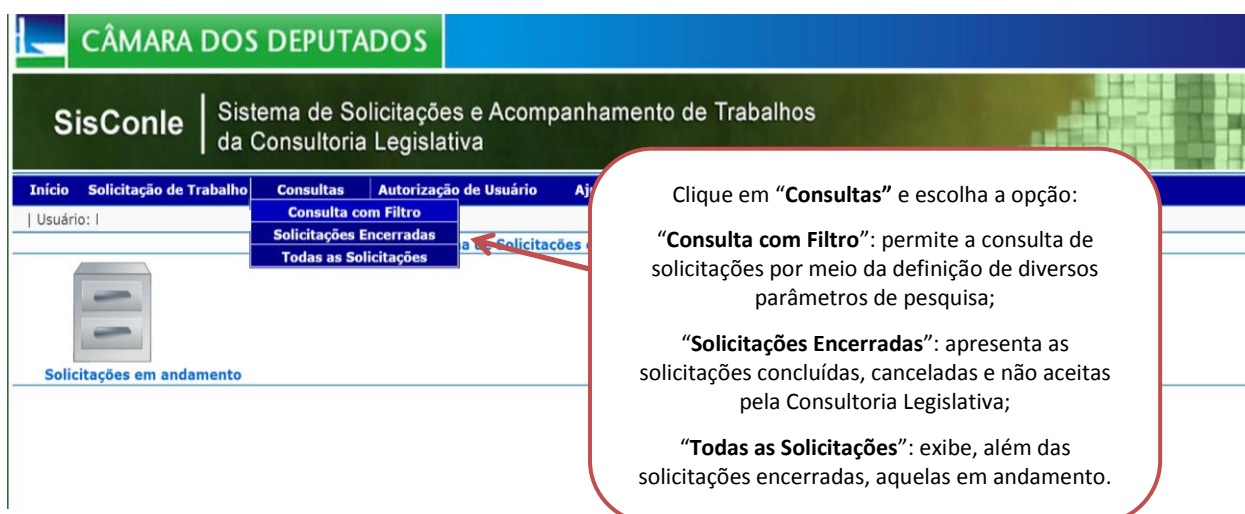 CÂMARA DOS DEPUTADOS
SisConle
Sistema de Solicitações e Acompanhamento de Trabalhos
da Consultoria Legislativa
Início Solicitação de Trabalho Consultas Autorização de Usuário
| Usuário:
Consulta com Filtro
Solicitações Encerradas
Todas as Solicitações
de Solicitações
Solicitações em andamento
Clique em “Consultas” e escolha a opção:
“Consulta com Filtro”: permite a consulta de
solicitações por meio da definição de diversos
parâmetros de pesquisa;
“Solicitações Encerradas”: apresenta as
solicitações concluídas, canceladas e não aceitas
pela Consultoria Legislativa;
“Todas as Solicitações”: exibe, além das
solicitações encerradas, aquelas em andamento.